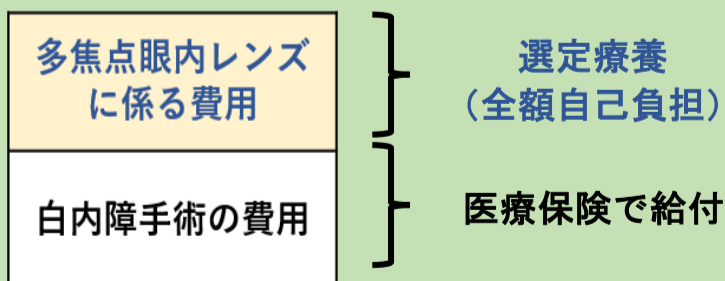 多焦点眼内レンズ
に係る費用
選定療養
（全額自己負担）
白内障手術の費用
医療保険で給付